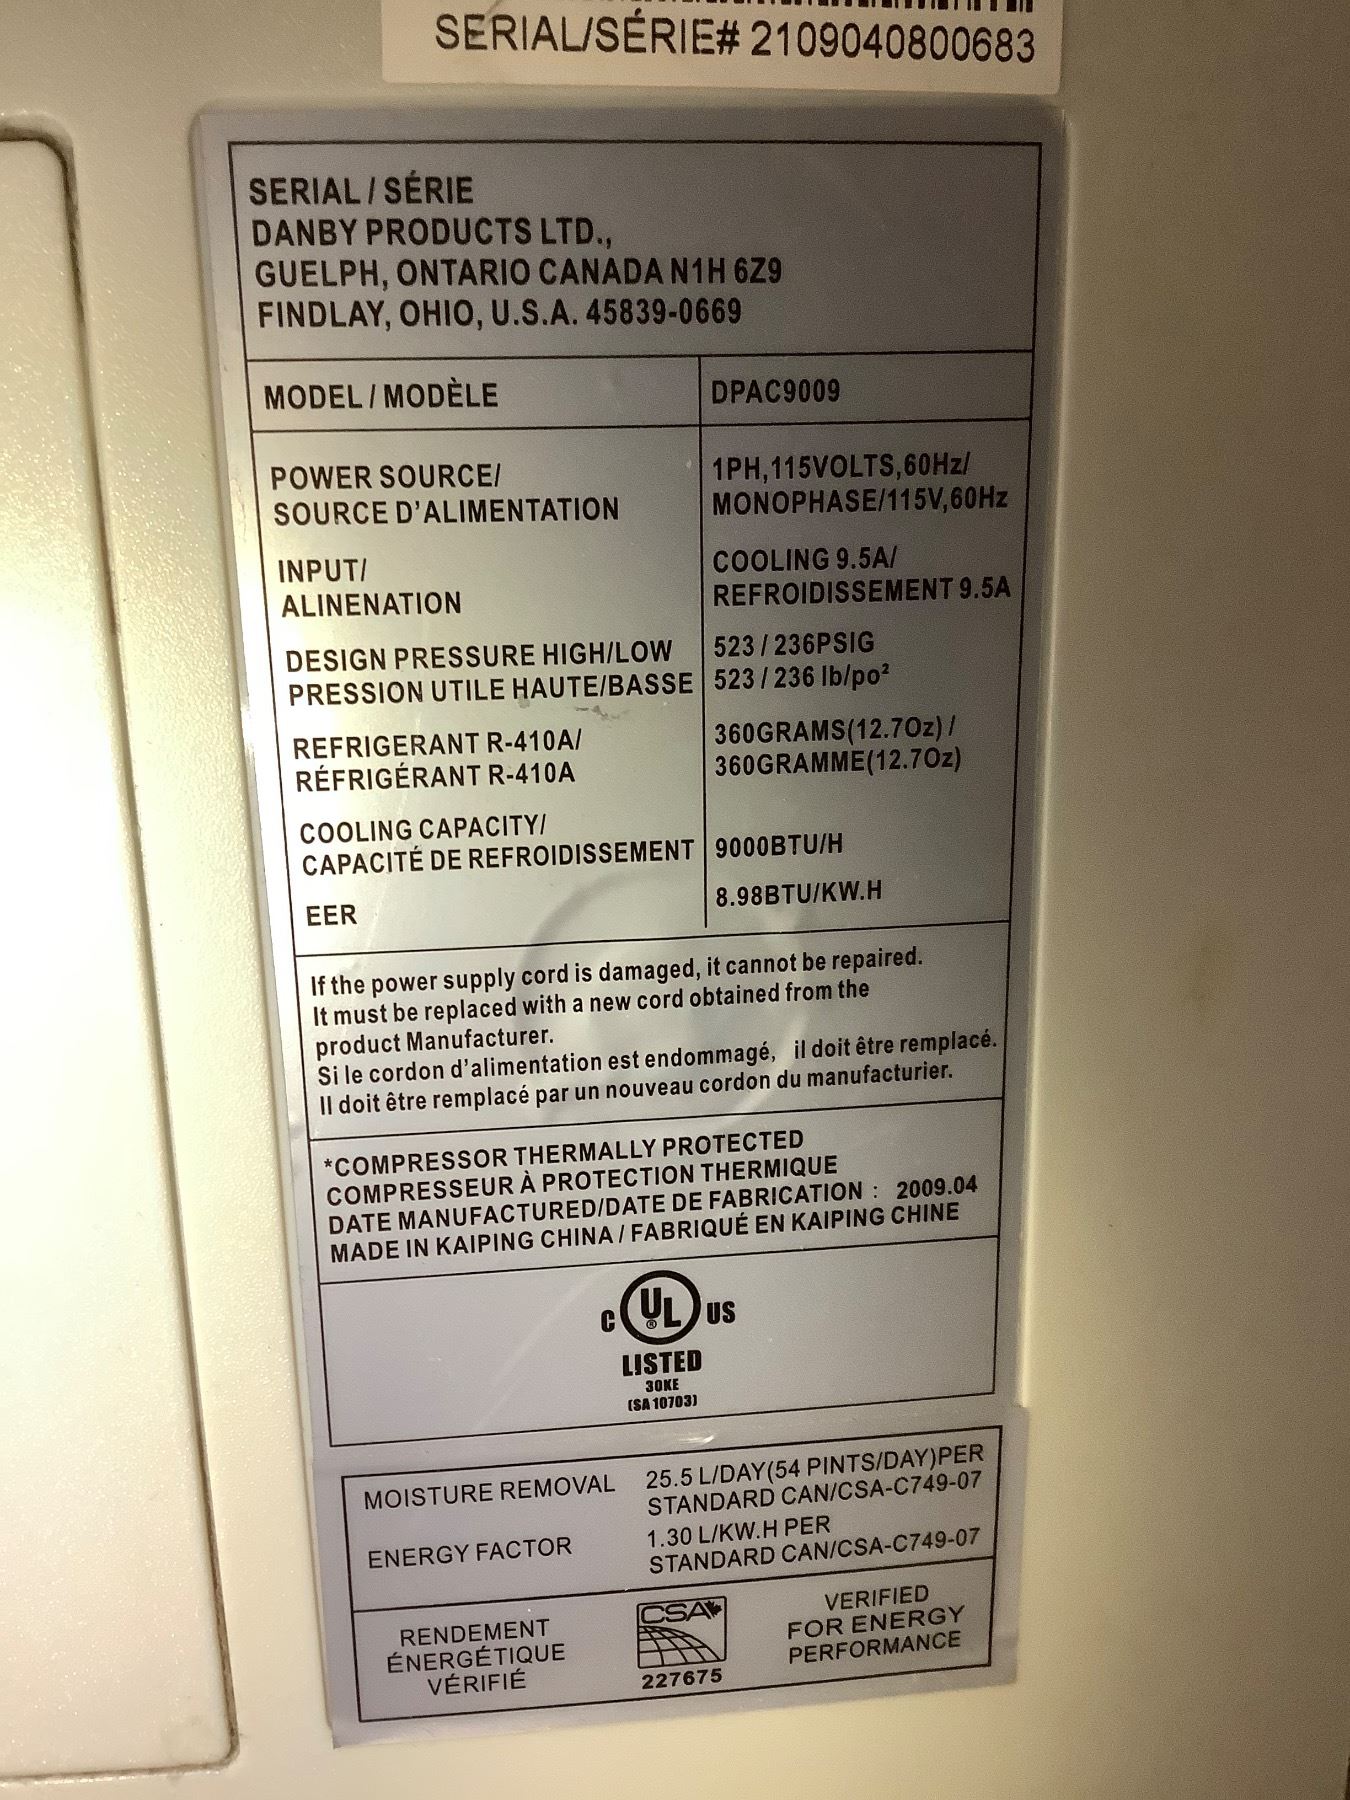 SERIAL/SÉRIE# 2109040800683
SERIAL / SÉRIE
DANBY PRODUCTS LTD.,
GUELPH, ONTARIO CANADA N1H 6Z9
FINDLAY, OHIO, U.S.A. 45839-0669
MODEL / MODÈLE DPAC9009
POWER SOURCE/ 1PH,115VOLTS,60Hz/
SOURCE D'ALIMENTATION MONOPHASE/115V,60Hz
INPUT/ COOLING 9.5A/
ALINENATION REFROIDISSEMENT 9.5A
DESIGN PRESSURE HIGH/LOW 523 / 236PSIG
PRESSION UTILE HAUTE/BASSE 523 / 236 lb/po²
REFRIGERANT R-410A/ 360GRAMS(12.7Oz) /
RÉFRIGÉRANT R-410A 360GRAMME(12.7Oz)
COOLING CAPACITY/
CAPACITÉ DE REFROIDISSEMENT 9000BTU/H
EER 8.98BTU/KW.H
If the power supply cord is damaged, it cannot be repaired.
It must be replaced with a new cord obtained from the
product Manufacturer.
Si le cordon d'alimentation est endommagé, il doit être remplacé.
Il doit être remplacé par un nouveau cordon du manufacturier.
*COMPRESSOR THERMALLY PROTECTED
COMPRESSEUR À PROTECTION THERMIQUE
DATE MANUFACTURED/DATE DE FABRICATION : 2009.04
MADE IN KAIPING CHINA / FABRIQUÉ EN KAIPING CHINE
C UL ® US
LISTED
30KE
(SA 10703)
MOISTURE REMOVAL 25.5 L/DAY(54 PINTS/DAY)PER
STANDARD CAN/CSA-C749-07
ENERGY FACTOR 1.30 L/KW.H PER
STANDARD CAN/CSA-C749-07
RENDEMENT
ÉNERGÉTIQUE
VÉRIFIÉ
CSA
227675
VERIFIED
FOR ENERGY
PERFORMANCE